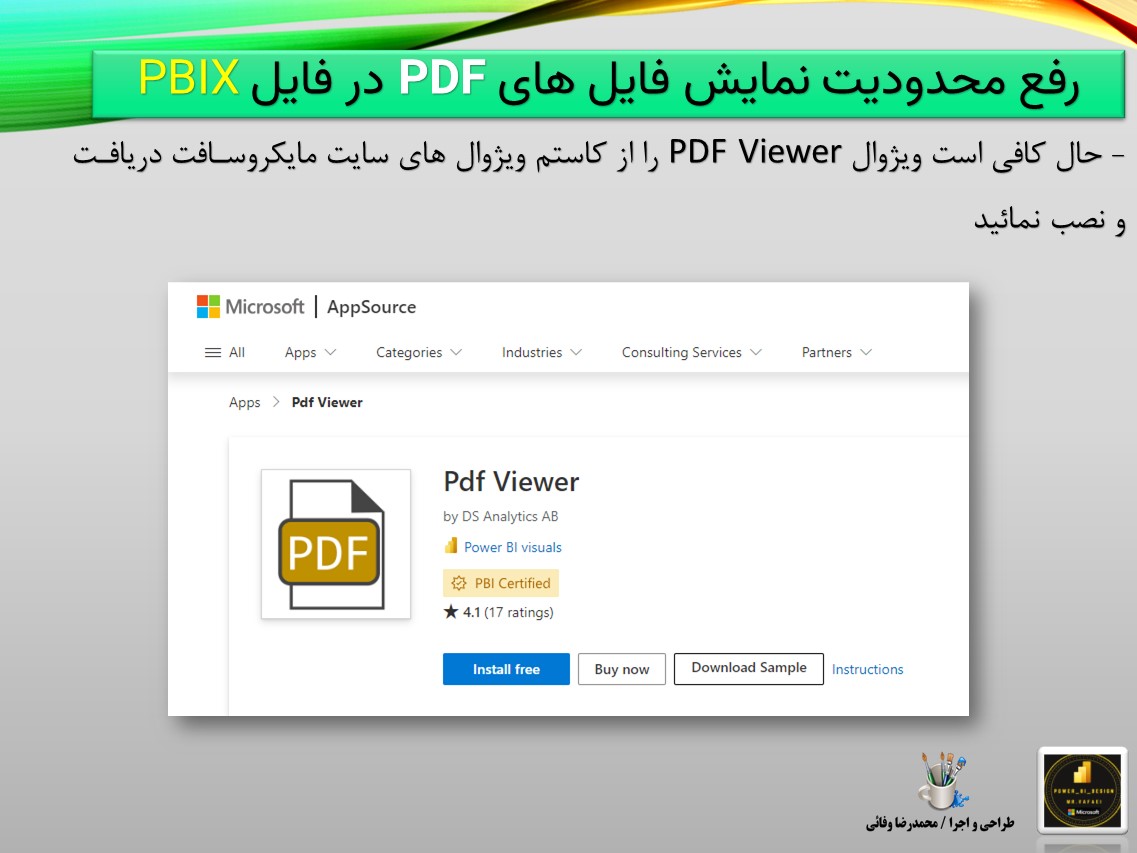 رفع محدودیت نمایش فایل های PDF در فایل PBIX
- حال کافی است ویژوال PDF Viewer را از کاستم ویژوال های سایت مایکروسافت دریافت
و نصب نمائید
Microsoft | AppSource
All Apps Categories Industries Consulting Services Partners
Apps > Pdf Viewer
PDF
Pdf Viewer
by DS Analytics AB
Power BI visuals
PBI Certified
★ 4.1 (17 ratings)
Install free Buy now Download Sample Instructions
POWER_BI_DESIGN
MR.VAFAEI
Microsoft
طراحی و اجرا / محمدرضا وفائی